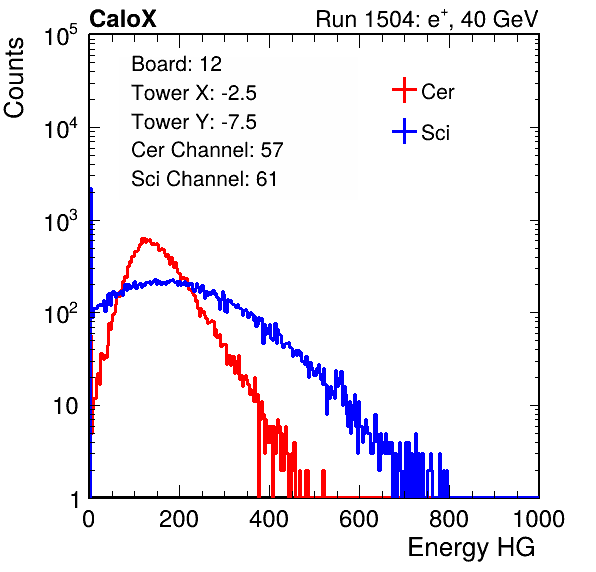 CaloX Run 1504: e⁺, 40 GeV
Counts
Board: 12
Tower X: -2.5
Tower Y: -7.5
Cer Channel: 57
Sci Channel: 61
Cer
Sci
10⁵
10⁴
10³
10²
10
1
0 200 400 600 800 1000
Energy HG